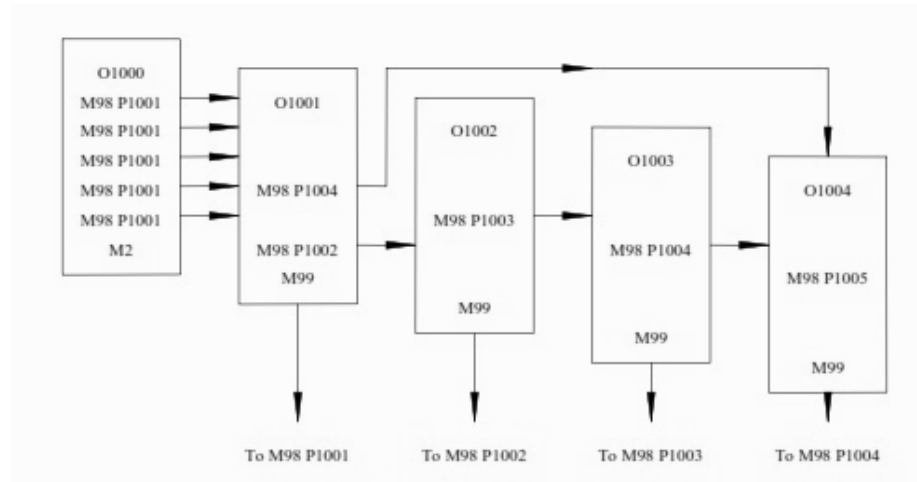 O1000
M98 P1001
M98 P1001
M98 P1001
M98 P1001
M98 P1001
M2
O1001
M98 P1004
M98 P1002
M99
O1002
M98 P1003
M99
O1003
M98 P1004
M99
O1004
M98 P1005
M99
To M98 P1001
To M98 P1002
To M98 P1003
To M98 P1004